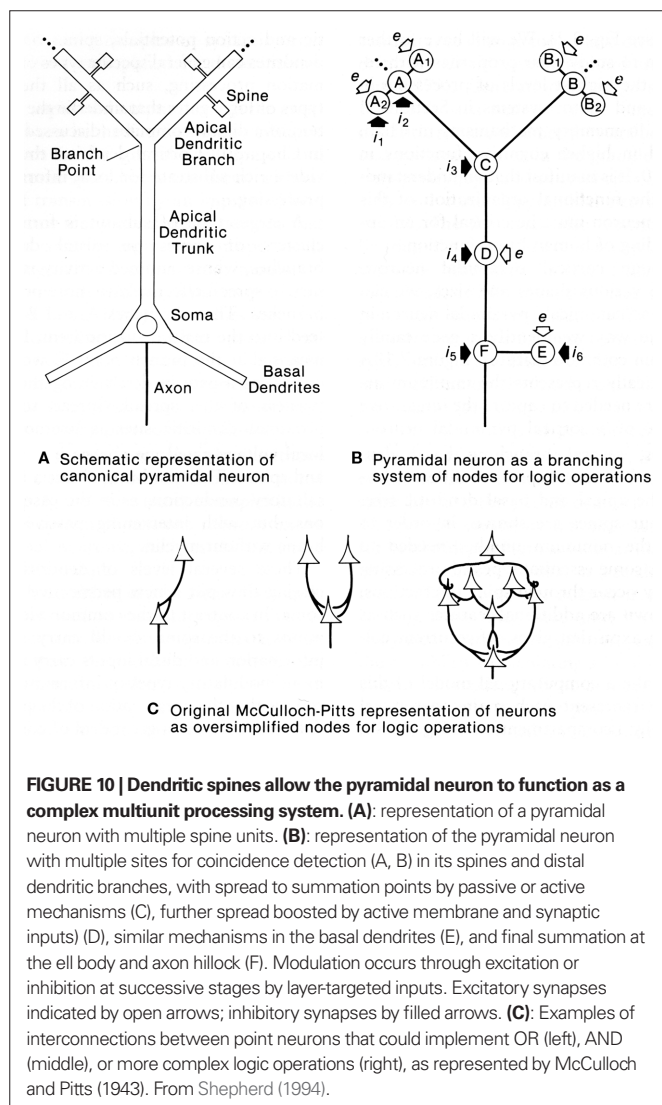 Spine
Apical
Dendritic
Branch
Branch
Point
Apical
Dendritic
Trunk
Soma
Axon
Basal
Dendrites
A Schematic representation of
canonical pyramidal neuron
e
A₁
e
A
A₂
i₂
i₁
B₁
e
B
e
B₂
i₃
C
i₄
D
e
e
i₅
F
E
i₆
B Pyramidal neuron as a branching
system of nodes for logic operations
C Original McCulloch-Pitts representation of neurons
as oversimplified nodes for logic operations
FIGURE 10 | Dendritic spines allow the pyramidal neuron to function as a
complex multiunit processing system. (A): representation of a pyramidal
neuron with multiple spine units. (B): representation of the pyramidal neuron
with multiple sites for coincidence detection (A, B) in its spines and distal
dendritic branches, with spread to summation points by passive or active
mechanisms (C), further spread boosted by active membrane and synaptic
inputs) (D), similar mechanisms in the basal dendrites (E), and final summation at
the ell body and axon hillock (F). Modulation occurs through excitation or
inhibition at successive stages by layer-targeted inputs. Excitatory synapses
indicated by open arrows; inhibitory synapses by filled arrows. (C): Examples of
interconnections between point neurons that could implement OR (left), AND
(middle), or more complex logic operations (right), as represented by McCulloch
and Pitts (1943). From Shepherd (1994).